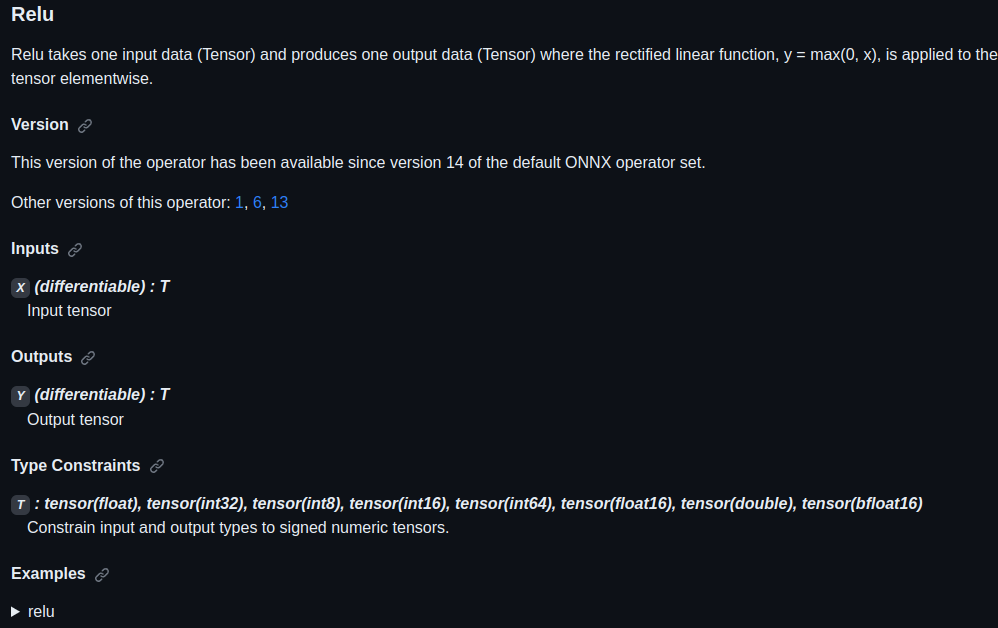 Relu
Relu takes one input data (Tensor) and produces one output data (Tensor) where the rectified linear function, y = max(0, x), is applied to the
tensor elementwise.
Version
This version of the operator has been available since version 14 of the default ONNX operator set.
Other versions of this operator: 1, 6, 13
Inputs
X (differentiable) : T
Input tensor
Outputs
Y (differentiable) : T
Output tensor
Type Constraints
T : tensor(float), tensor(int32), tensor(int8), tensor(int16), tensor(int64), tensor(float16), tensor(double), tensor(bfloat16)
Constrain input and output types to signed numeric tensors.
Examples
relu